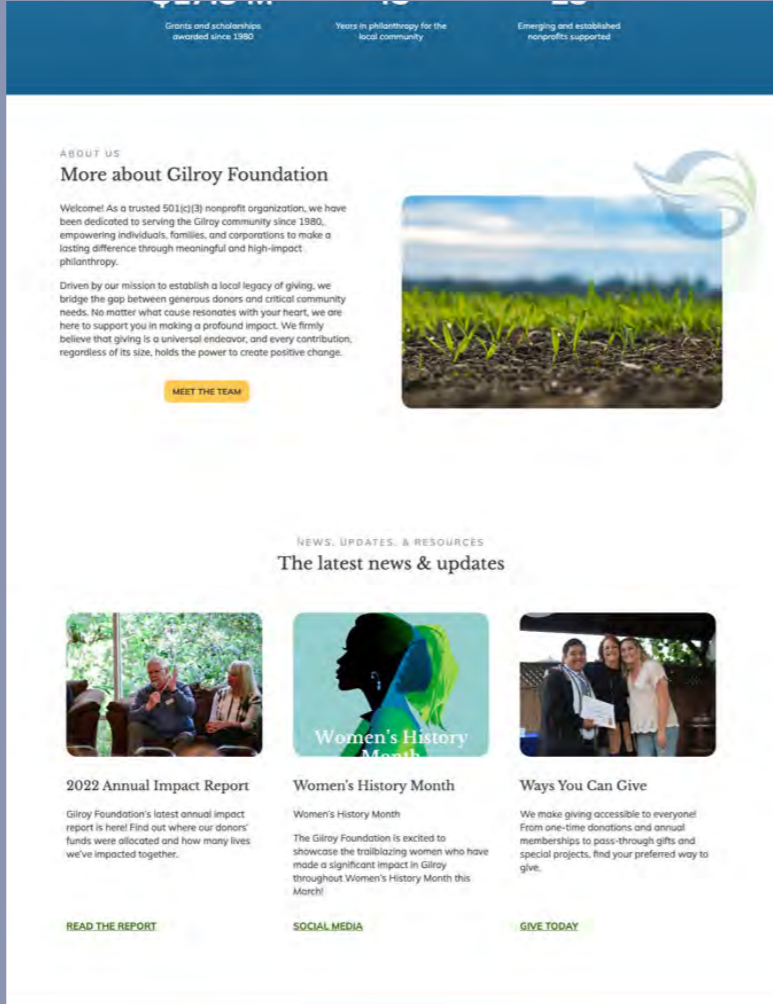 Grants and scholarships
awarded since 1980
Years in philanthropy for the
local community
Emerging and established
nonprofits supported
ABOUT US
More about Gilroy Foundation
Welcome! As a trusted 501(c)(3) nonprofit organization, we have
been dedicated to serving the Gilroy community since 1980,
empowering individuals, families, and corporations to make a
lasting difference through meaningful and high-impact
philanthropy.
Driven by our mission to establish a local legacy of giving, we
bridge the gap between generous donors and critical community
needs. No matter what cause resonates with your heart, we are
here to support you in making a profound impact. We firmly
believe that giving is a universal endeavor, and every contribution,
regardless of its size, holds the power to create positive change.
MEET THE TEAM
NEWS, UPDATES, & RESOURCES
The latest news & updates
Women's History
Month
2022 Annual Impact Report
Gilroy Foundation's latest annual impact
report is here! Find out where our donors'
funds were allocated and how many lives
we've impacted together.
READ THE REPORT
Women's History Month
Women's History Month
The Gilroy Foundation is excited to
showcase the trailblazing women who have
made a significant impact in Gilroy
throughout Women's History Month this
March!
SOCIAL MEDIA
Ways You Can Give
We make giving accessible to everyone!
From one-time donations and annual
memberships to pass-through gifts and
special projects, find your preferred way to
give.
GIVE TODAY